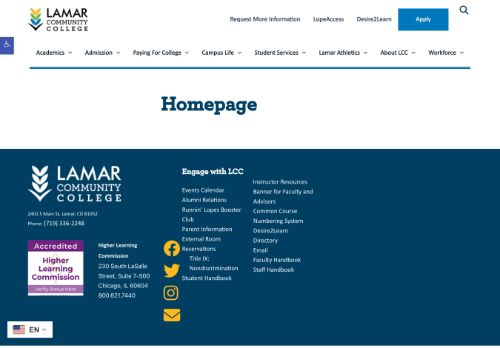 LAMAR
COMMUNITY
COLLEGE
Request More Information
LopeAccess
Desire2Learn
Apply
Academics
Admission
Paying For College
Campus Life
Student Services
Lamar Athletics
About LCC
Workforce
Homepage
LAMAR
COMMUNITY
COLLEGE
2401 S Main St, Lamar, CO 81052
Phone: (719) 336-2248
Accredited
Higher
Learning
Commission
Verify Status Here
Higher Learning
Commission
230 South LaSalle
Street, Suite 7-500
Chicago, IL 60604
800.621.7440
Engage with LCC
Events Calendar
Alumni Relations
Runnin' Lopes Booster
Club
Parent Information
External Room
Reservations
Title IX:
Nondiscrimination
Student Handbook
Instructor Resources
Banner for Faculty and
Advisors
Common Course
Numbering System
Desire2Learn
Directory
Email
Faculty Handbook
Staff Handbook
EN